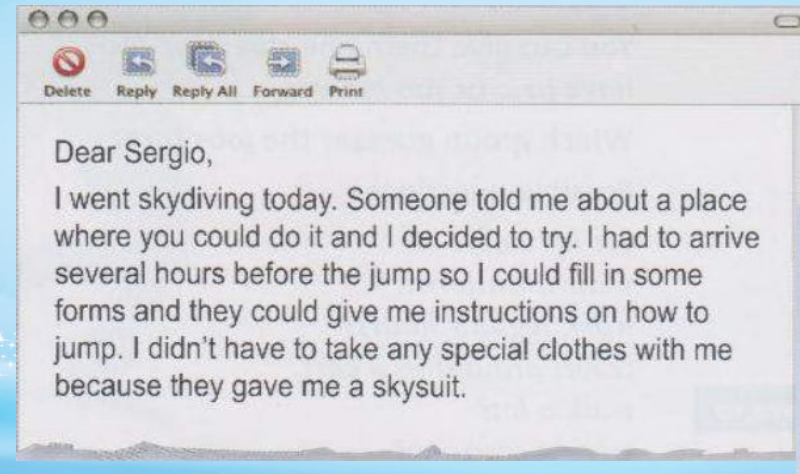 Delete Reply Reply All Forward Print
Dear Sergio,
I went skydiving today. Someone told me about a place
where you could do it and I decided to try. I had to arrive
several hours before the jump so I could fill in some
forms and they could give me instructions on how to
jump. I didn't have to take any special clothes with me
because they gave me a skysuit.